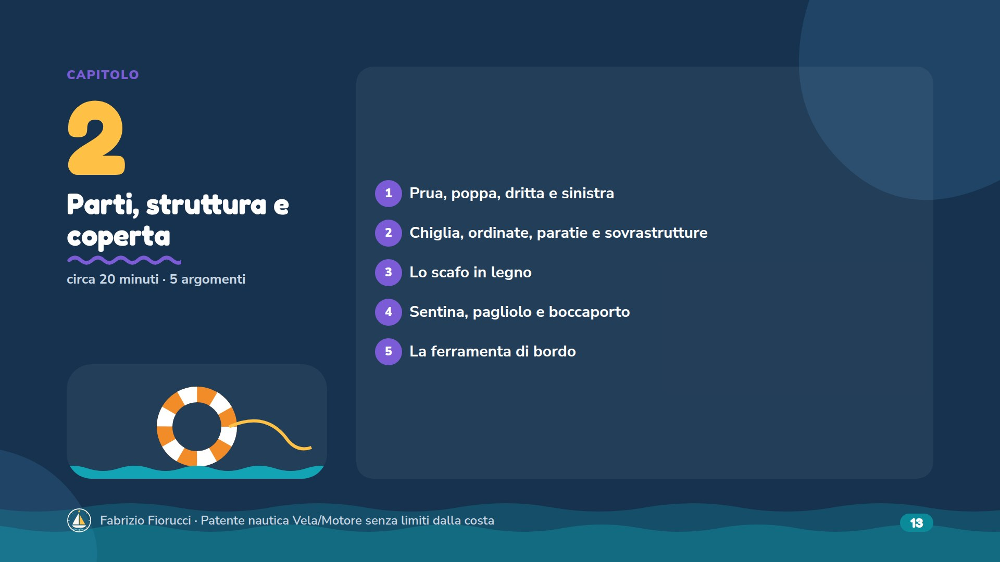 CAPITOLO
2
Parti, struttura e
coperta
circa 20 minuti · 5 argomenti
1 Prua, poppa, dritta e sinistra
2 Chiglia, ordinate, paratie e sovrastrutture
3 Lo scafo in legno
4 Sentina, pagliolo e boccaporto
5 La ferramenta di bordo
Fabrizio Fiorucci · Patente nautica Vela/Motore senza limiti dalla costa
13